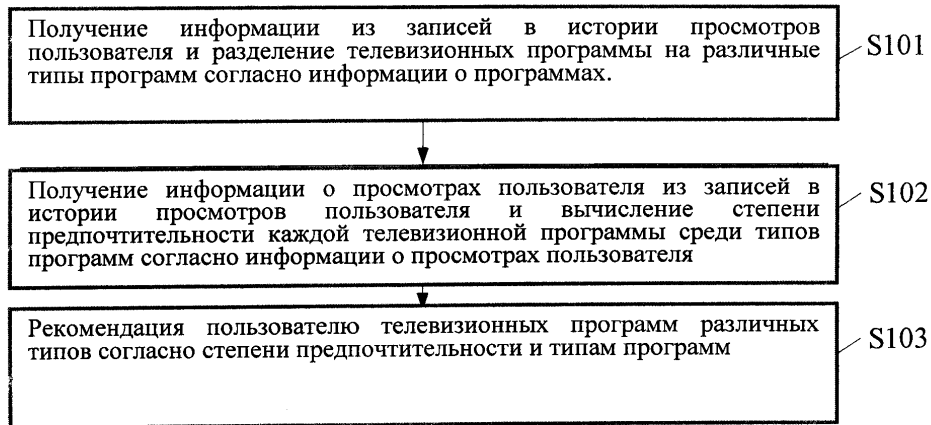 Получение информации из записей в истории просмотров
пользователя и разделение телевизионных программы на различные
типы программ согласно информации о программах.
S101
Получение информации о просмотрах пользователя из записей в
истории просмотров пользователя и вычисление степени
предпочтительности каждой телевизионной программы среди типов
программ согласно информации о просмотрах пользователя
S102
Рекомендация пользователю телевизионных программ различных
типов согласно степени предпочтительности и типам программ
S103